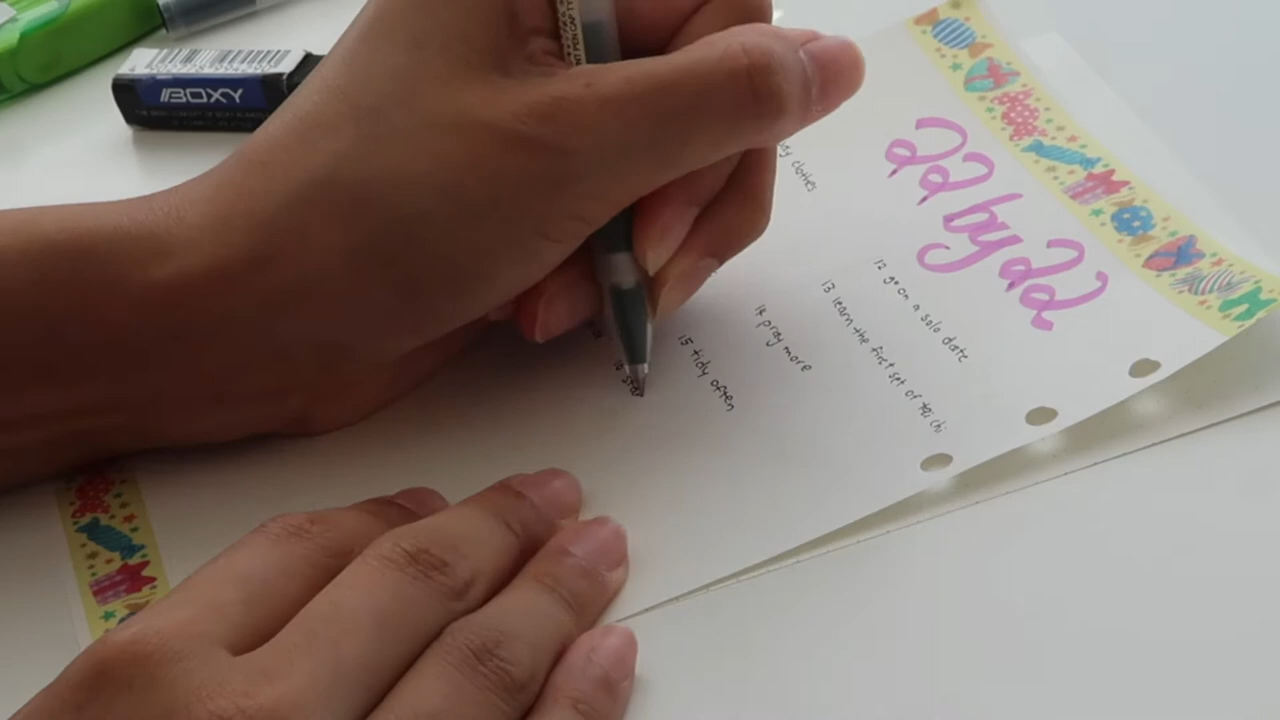 22 by 22
clothes
12 go on a solo date
13 learn the first set of tai chi
14 pray more
15 tidy often
BOXY